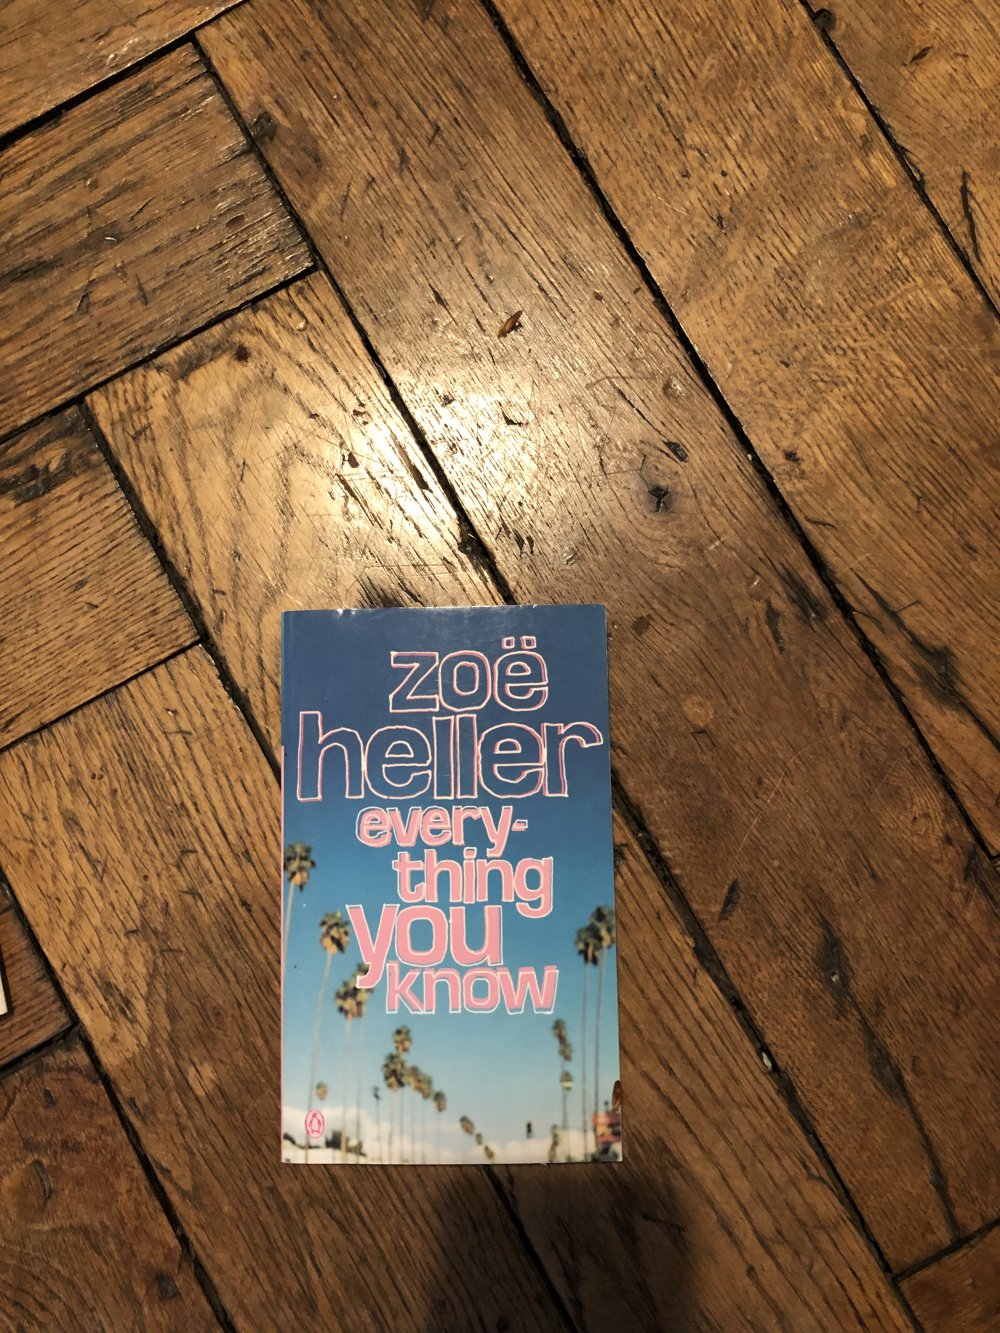 zoë
heller
every-
thing
you
know